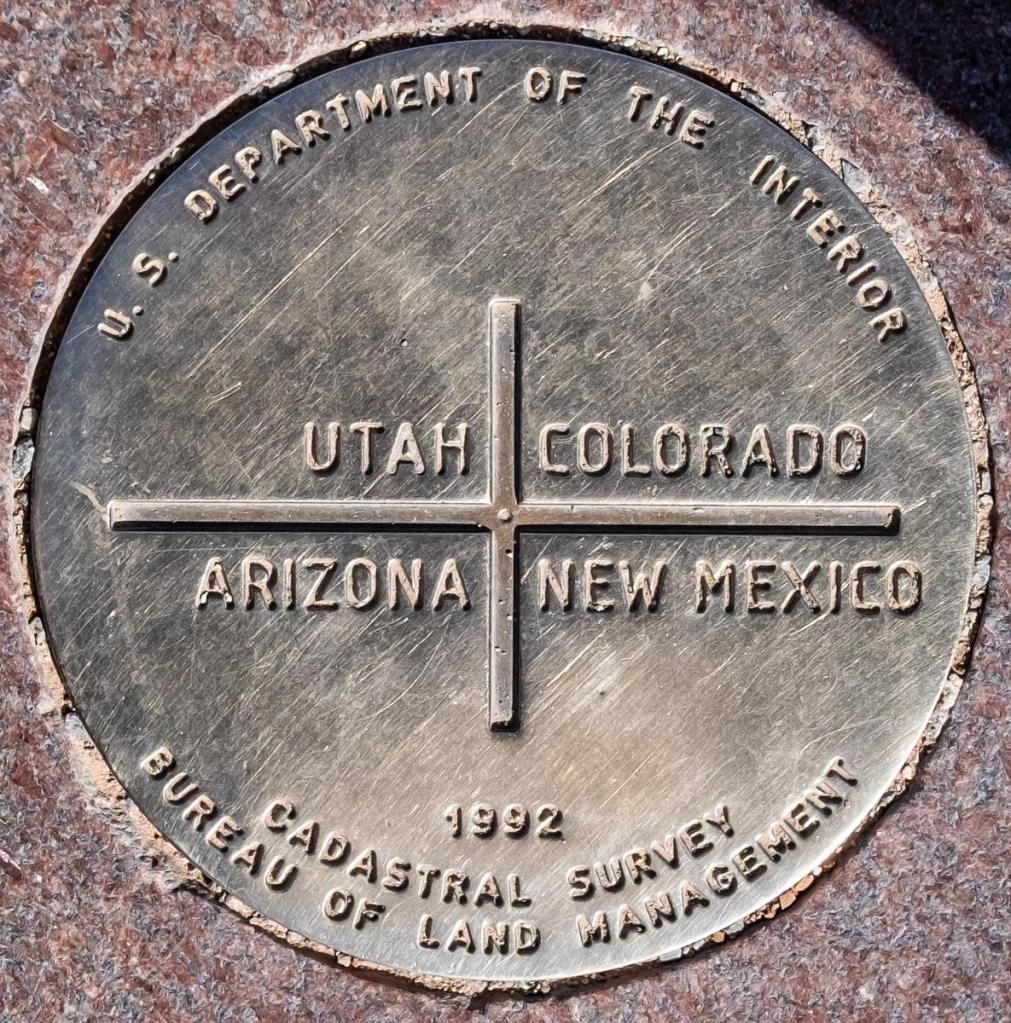 U.S. DEPARTMENT OF THE INTERIOR
UTAH COLORADO
ARIZONA NEW MEXICO
1992
CADASTRAL SURVEY
BUREAU OF LAND MANAGEMENT